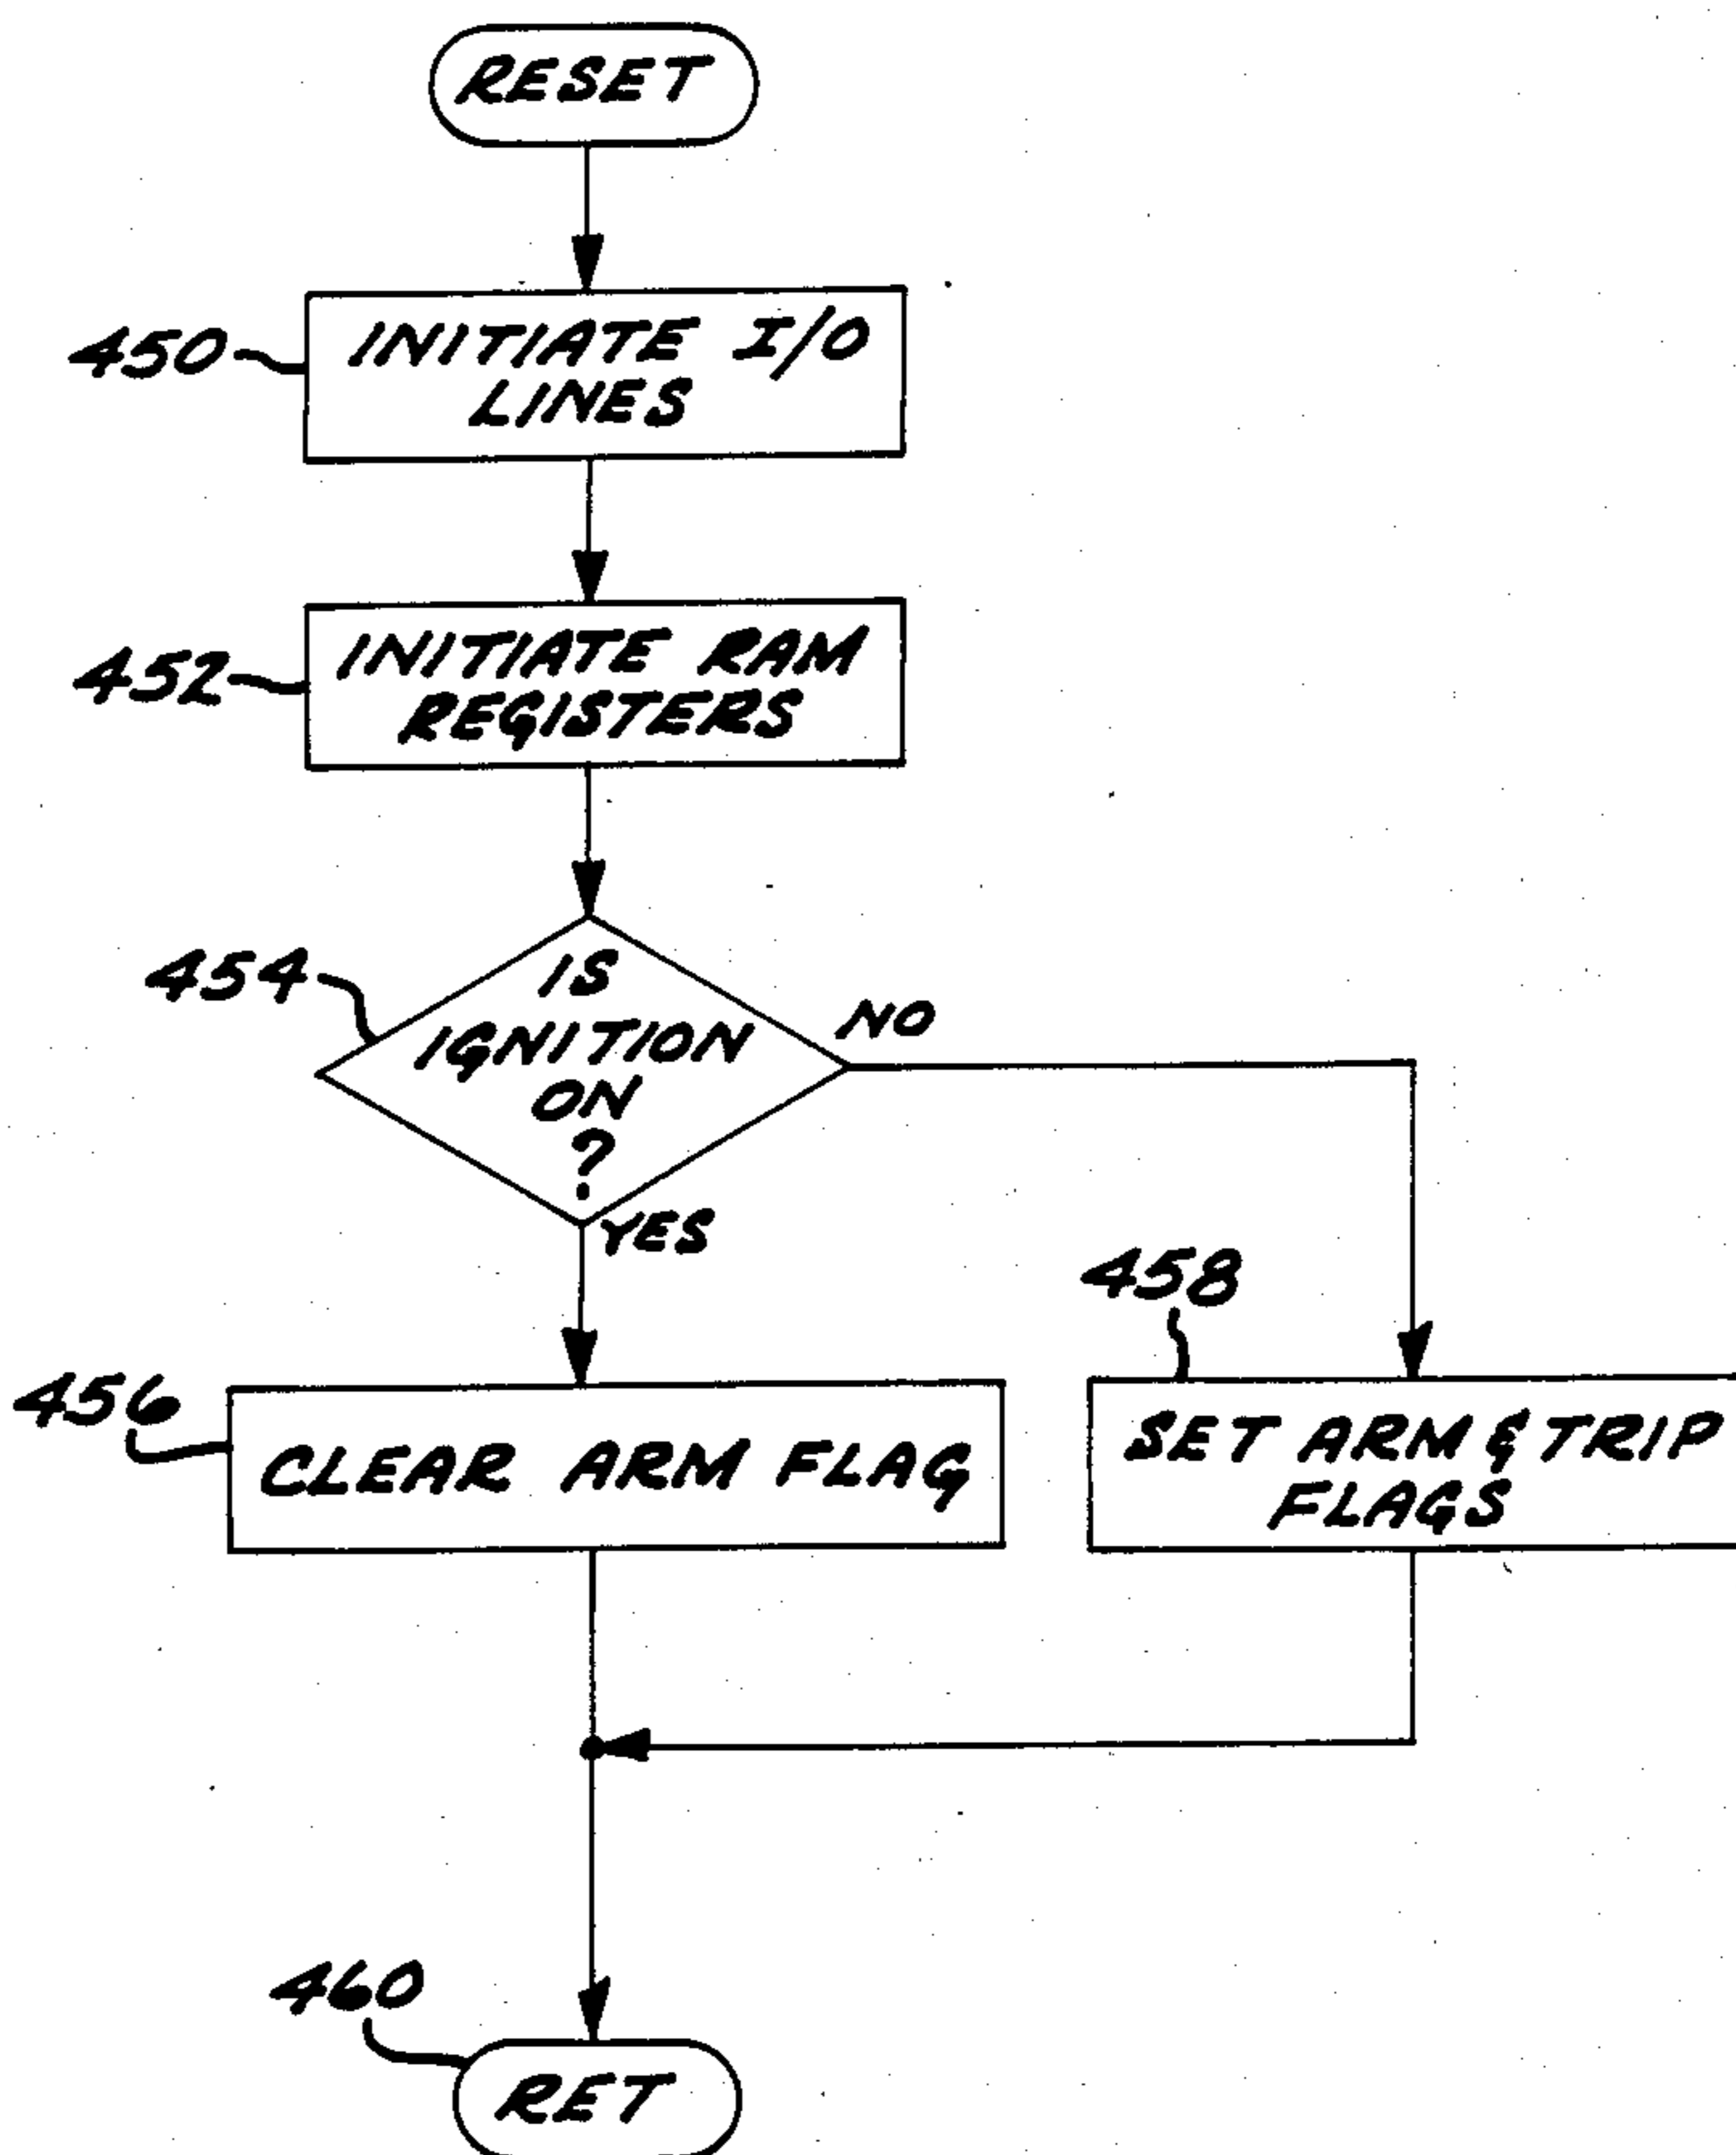 RESET
450
INITIATE I/O
LINES
452
INITIATE RAM
REGISTERS
454
IS
IGNITION
ON
?
NO
YES
458
456
CLEAR ARM FLAG
SET ARM & TRIP
FLAGS
460
RET